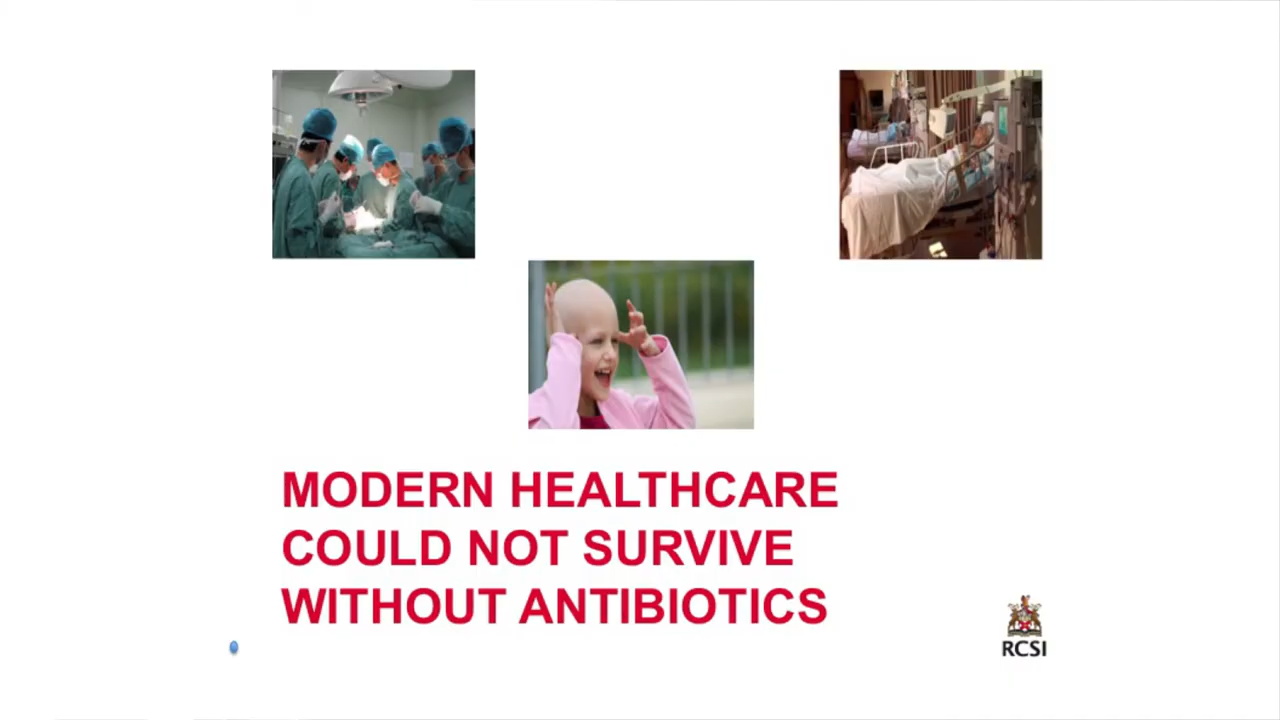 MODERN HEALTHCARE
COULD NOT SURVIVE
WITHOUT ANTIBIOTICS
RCSI